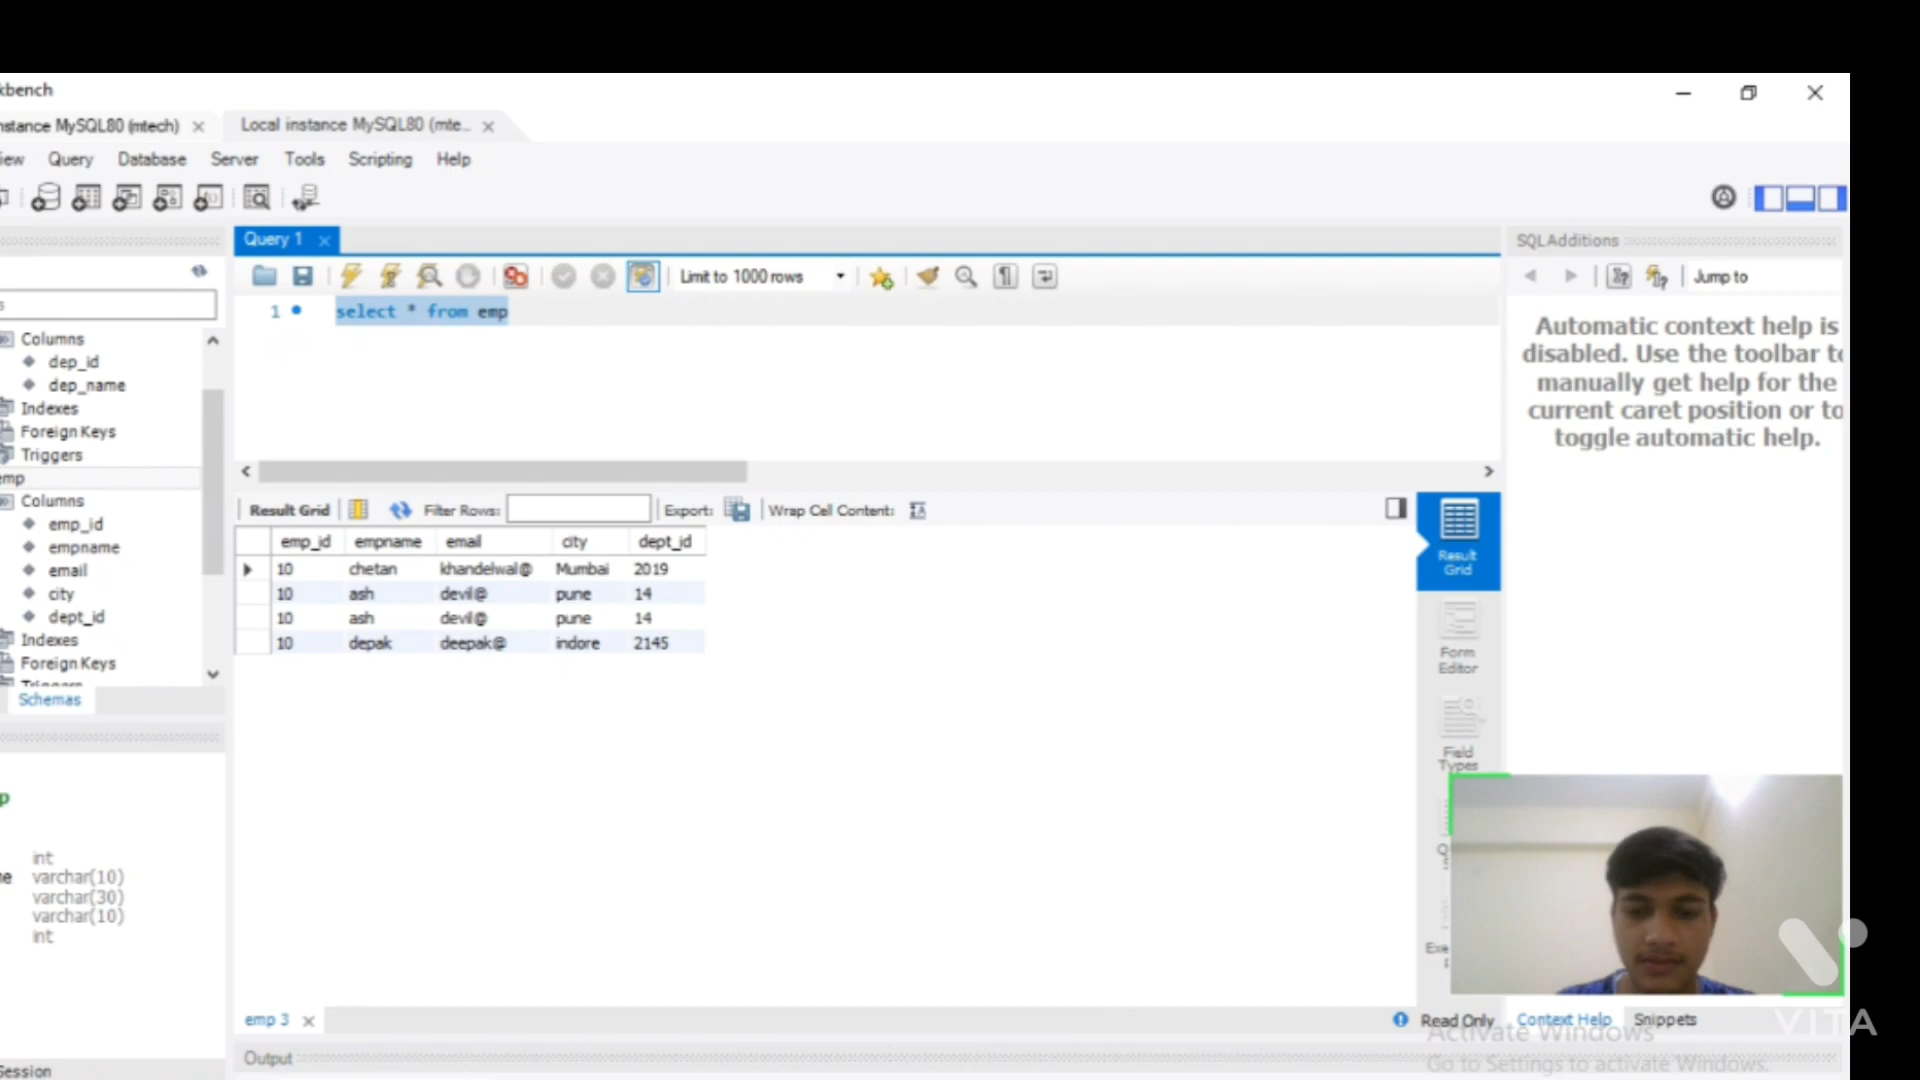 kbench
nstance MySQL80 (mtech)
Local instance MySQL80 (mte...
iew Query Database Server Tools Scripting Help
Query 1
SQLAdditions
Limit to 1000 rows
Jump to
1 select * from emp
Automatic context help is
disabled. Use the toolbar to
manually get help for the
current caret position or to
toggle automatic help.
s
Columns
dep_id
dep_name
Indexes
Foreign Keys
Triggers
emp
Columns
emp_id
empname
email
city
dept_id
Indexes
Foreign Keys
Triggers
Schemas
p
int
me varchar(10)
varchar(30)
varchar(10)
int
Session
Result Grid Filter Rows: Export: Wrap Cell Content:
emp_id empname email city dept_id
10 chetan khandelwal@ Mumbai 2019
10 ash devil@ pune 14
10 ash devil@ pune 14
10 depak deepak@ indore 2145
Result
Grid
Form
Editor
Field
Types
Exe
emp 3
Read Only
Context Help Snippets
Output
Activate Windows
Go to Settings to activate Windows.
VITA